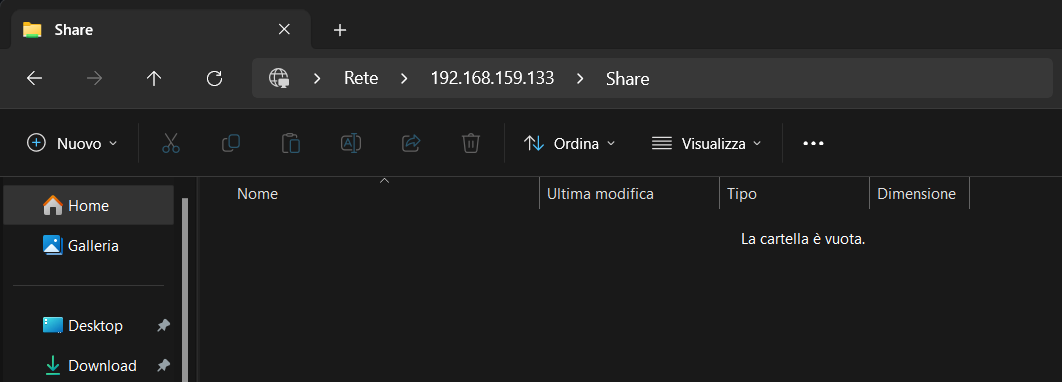 Share
Rete 192.168.159.133 Share
Nuovo Ordina Visualizza
Nome Ultima modifica Tipo Dimensione
Home
La cartella è vuota.
Galleria
Desktop
Download